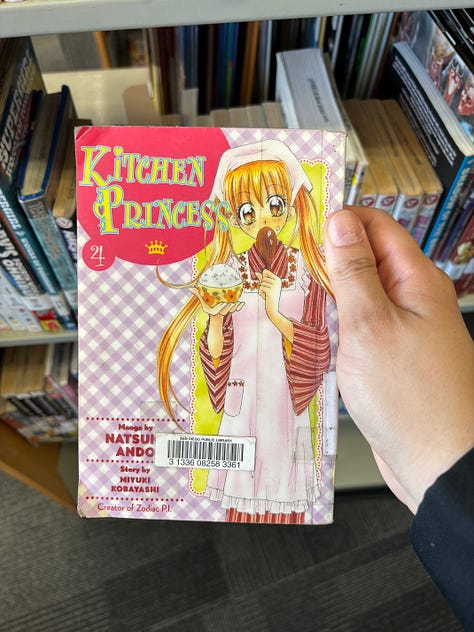 KITCHEN
PRINCESS
4
Manga by
ANDO
SAN DIEGO PUBLIC LIBRARY
3 1336 08258 3361
Story by
MIYUKI
KOBAYASHI
Creator of Zodiac P.I.